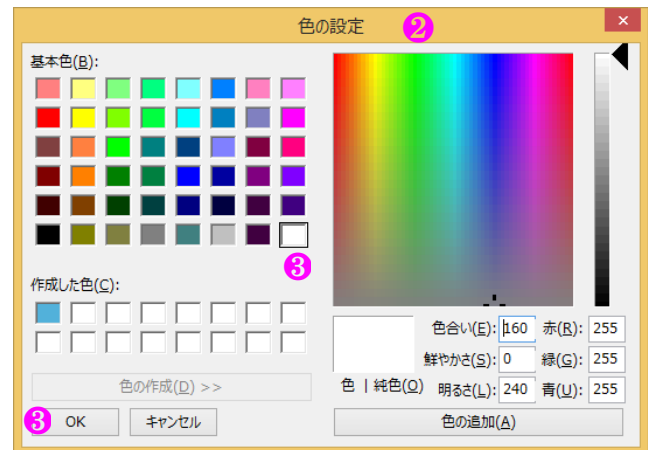 色の設定 ❷
基本色(B):
❸
作成した色(C):
色の作成(D) >>
❸ OK キャンセル
色合い(E): 160 赤(R): 255
鮮やかさ(S): 0 緑(G): 255
色 | 純色(O) 明るさ(L): 240 青(U): 255
色の追加(A)